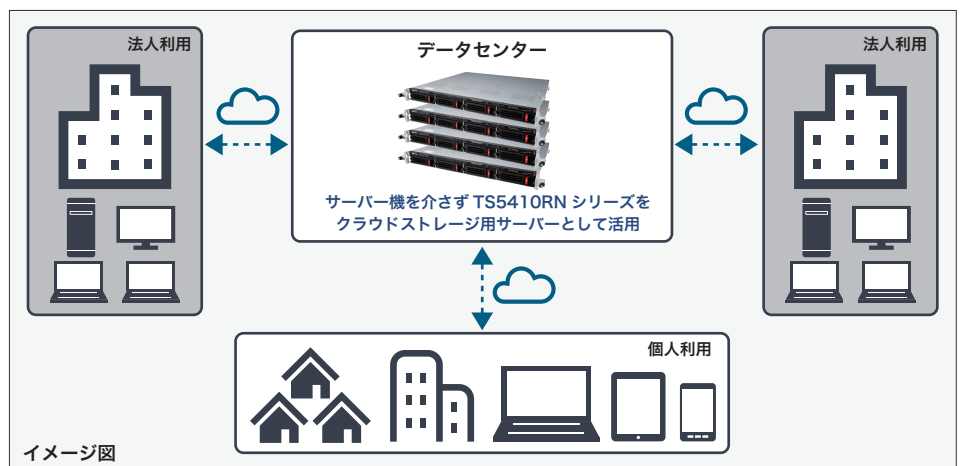 法人利用
データセンター
法人利用
サーバー機を介さず TS5410RN シリーズを
クラウドストレージ用サーバーとして活用
個人利用
イメージ図